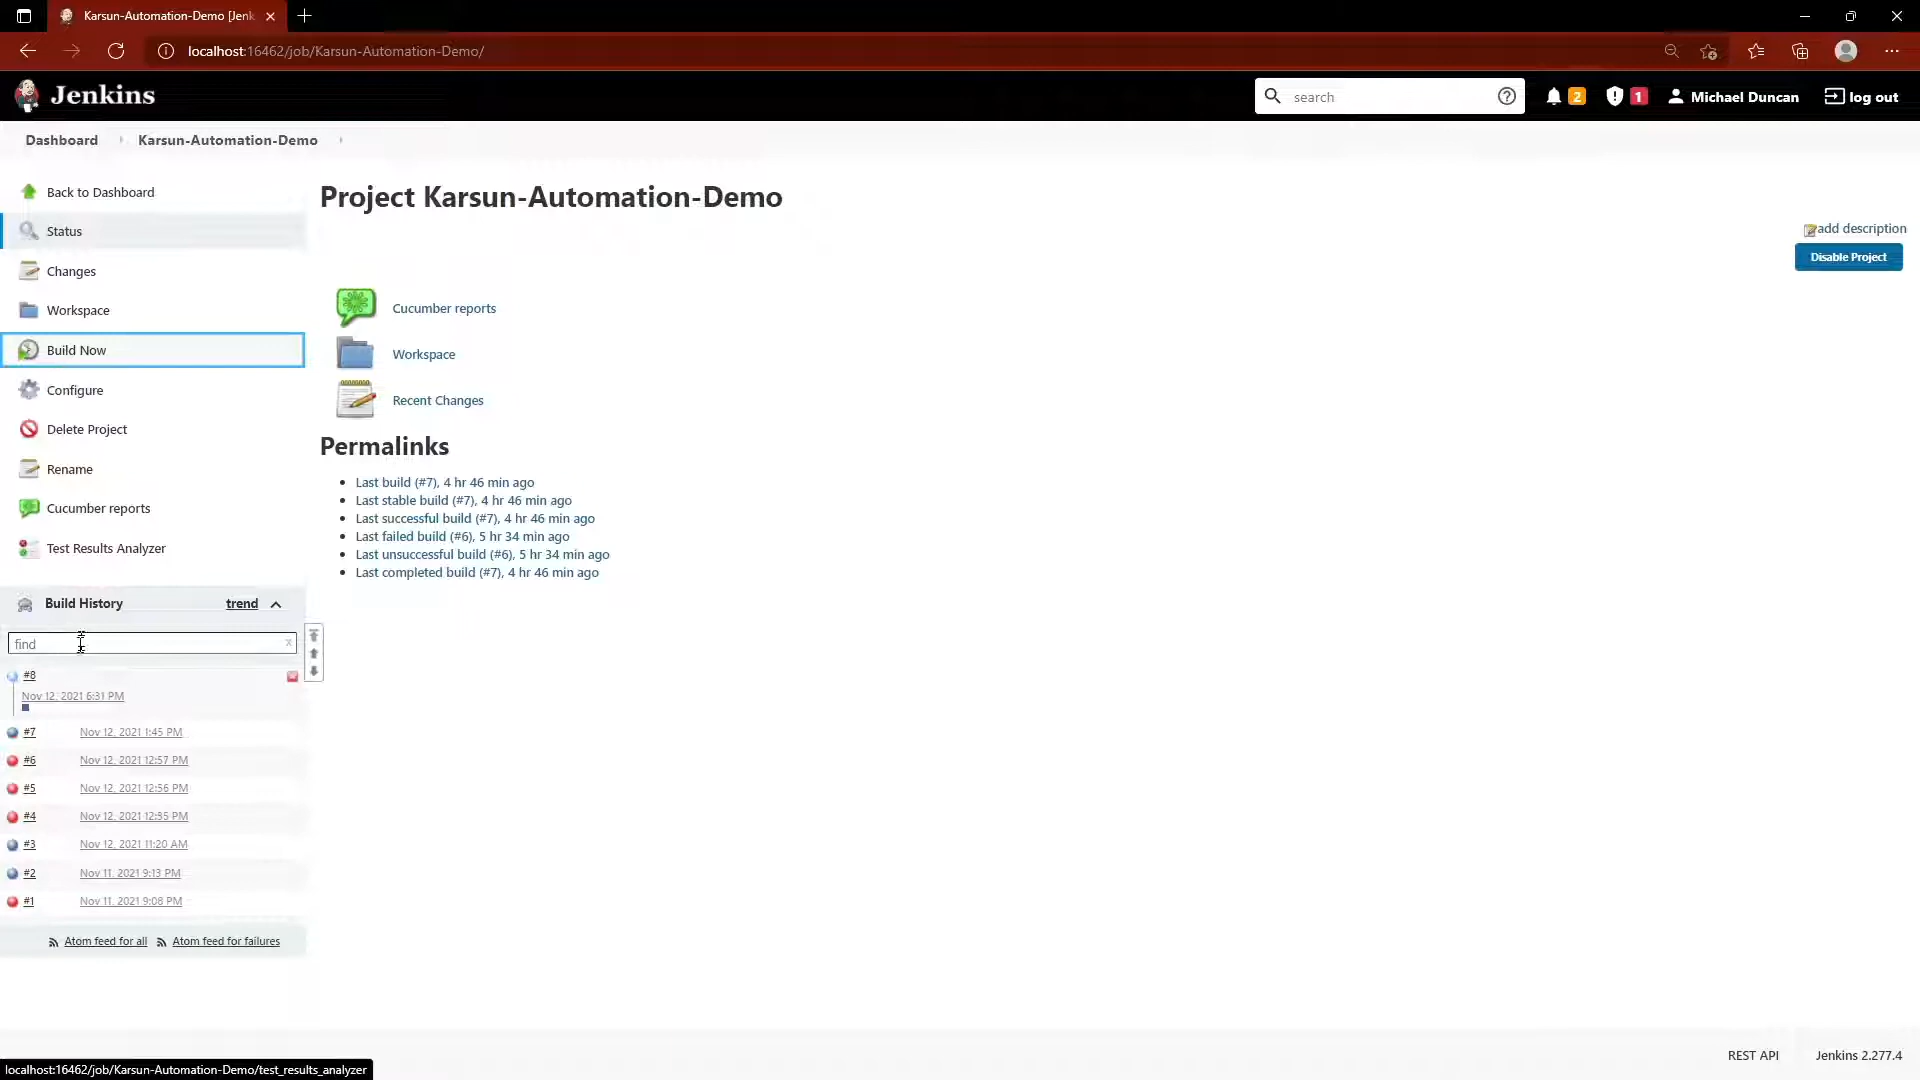 Karsun-Automation-Demo [Jenk
localhost:16462/job/Karsun-Automation-Demo/
Jenkins
search
2
1
Michael Duncan
log out
Dashboard
Karsun-Automation-Demo
Back to Dashboard
Status
Changes
Workspace
Build Now
Configure
Delete Project
Rename
Cucumber reports
Test Results Analyzer
Project Karsun-Automation-Demo
add description
Disable Project
Cucumber reports
Workspace
Recent Changes
Permalinks
Last build (#7), 4 hr 46 min ago
Last stable build (#7), 4 hr 46 min ago
Last successful build (#7), 4 hr 46 min ago
Last failed build (#6), 5 hr 34 min ago
Last unsuccessful build (#6), 5 hr 34 min ago
Last completed build (#7), 4 hr 46 min ago
Build History trend
find
#8
Nov 12, 2021 6:31 PM
#7 Nov 12, 2021 1:45 PM
#6 Nov 12, 2021 12:57 PM
#5 Nov 12, 2021 12:56 PM
#4 Nov 12, 2021 12:35 PM
#3 Nov 12, 2021 11:20 AM
#2 Nov 11, 2021 9:13 PM
#1 Nov 11, 2021 9:08 PM
Atom feed for all Atom feed for failures
REST API Jenkins 2.277.4
localhost:16462/job/Karsun-Automation-Demo/test_results_analyzer